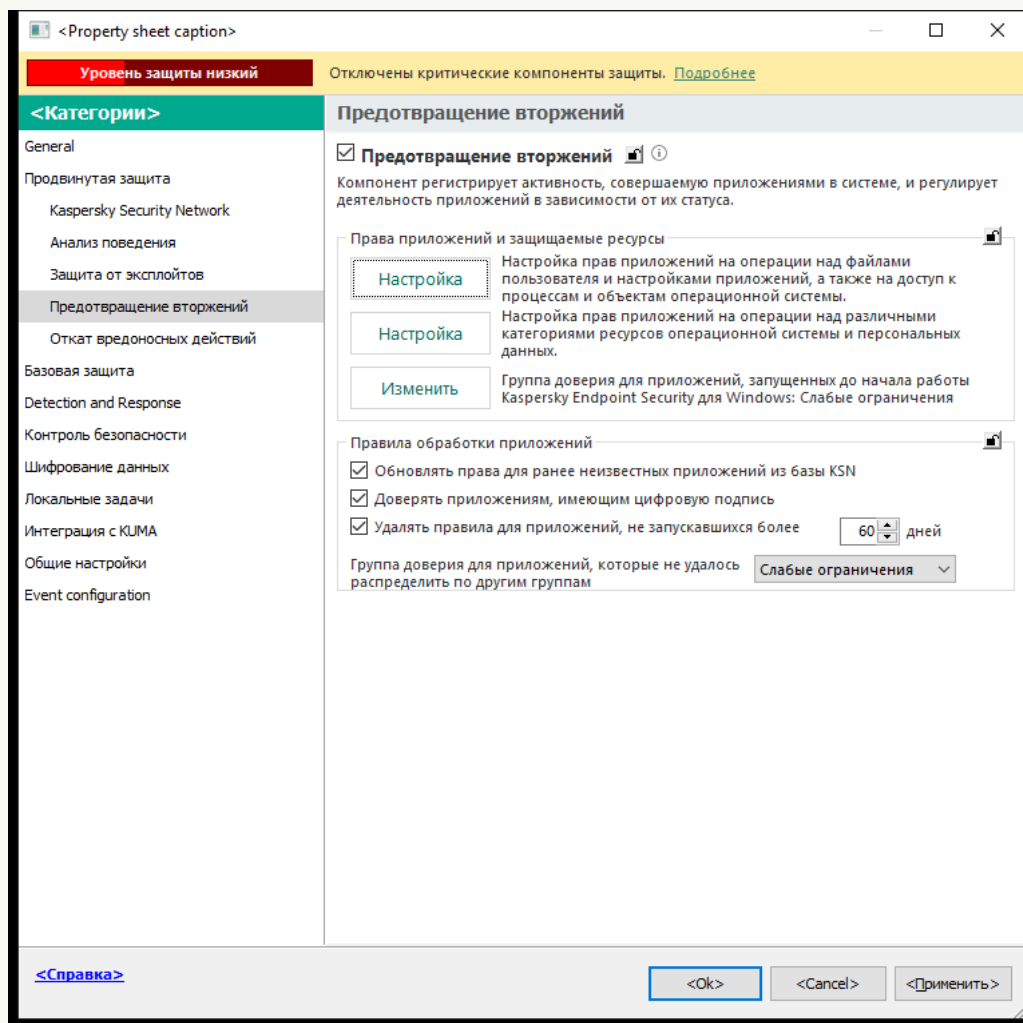 <Property sheet caption>
Уровень защиты низкий
Отключены критические компоненты защиты. Подробнее
<Категории>
General
Продвинутая защита
Kaspersky Security Network
Анализ поведения
Защита от эксплойтов
Предотвращение вторжений
Откат вредоносных действий
Базовая защита
Detection and Response
Контроль безопасности
Шифрование данных
Локальные задачи
Интеграция с KUMA
Общие настройки
Event configuration
Предотвращение вторжений
Предотвращение вторжений
Компонент регистрирует активность, совершаемую приложениями в системе, и регулирует
деятельность приложений в зависимости от их статуса.
Права приложений и защищаемые ресурсы
Настройка
Настройка прав приложений на операции над файлами
пользователя и настройками приложений, а также на доступ к
процессам и объектам операционной системы.
Настройка
Настройка прав приложений на операции над различными
категориями ресурсов операционной системы и персональных
данных.
Изменить
Группа доверия для приложений, запущенных до начала работы
Kaspersky Endpoint Security для Windows: Слабые ограничения
Правила обработки приложений
Обновлять права для ранее неизвестных приложений из базы KSN
Доверять приложениям, имеющим цифровую подпись
Удалять правила для приложений, не запускавшихся более 60 дней
Группа доверия для приложений, которые не удалось
распределить по другим группам
Слабые ограничения
<Справка>
<Ok>
<Cancel>
<Применить>